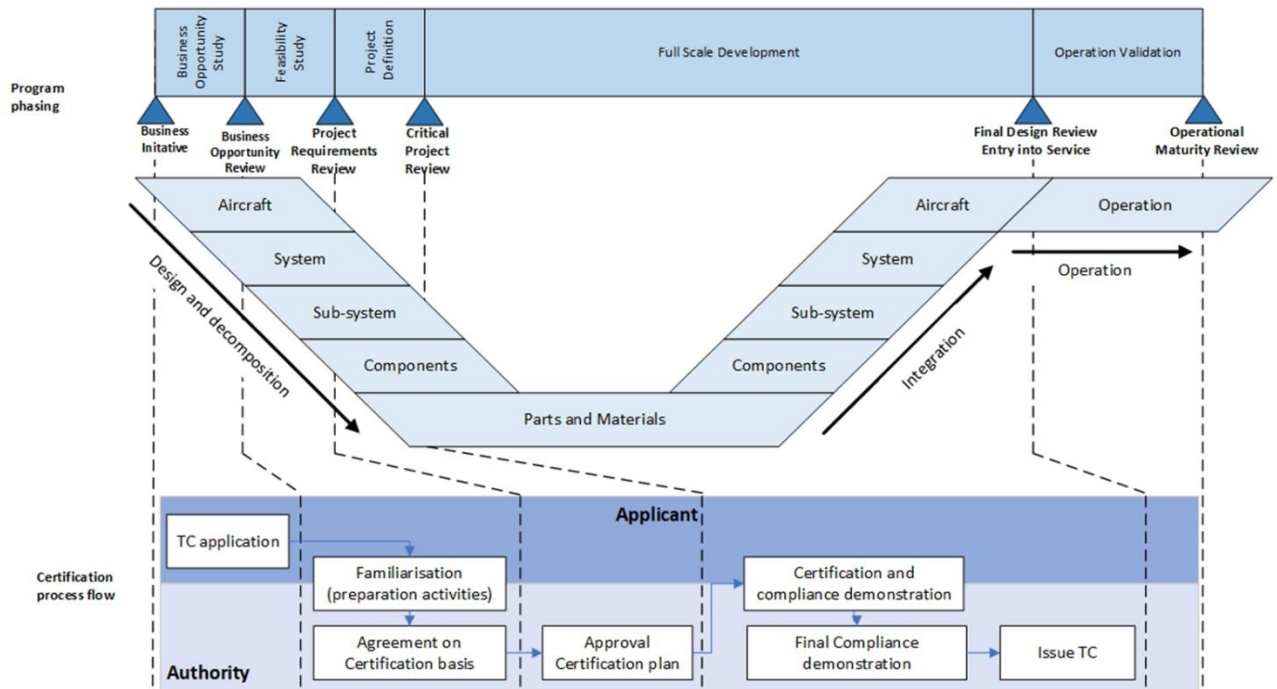 Business
Opportunity
Study
Feasibility
Study
Project
Definition
Full Scale Development
Operation Validation
Program
phasing
Business
Initative
Business
Opportunity
Review
Project
Requirements
Review
Critical
Project
Review
Final Design Review
Entry into Service
Operational
Maturity Review
Aircraft
System
Sub-system
Components
Parts and Materials
Components
Sub-system
System
Aircraft
Operation
Design and decomposition
Integration
Operation
Certification
process flow
Applicant
TC application
Familiarisation
(preparation activities)
Agreement on
Certification basis
Approval
Certification plan
Certification and
compliance demonstration
Final Compliance
demonstration
Issue TC
Authority